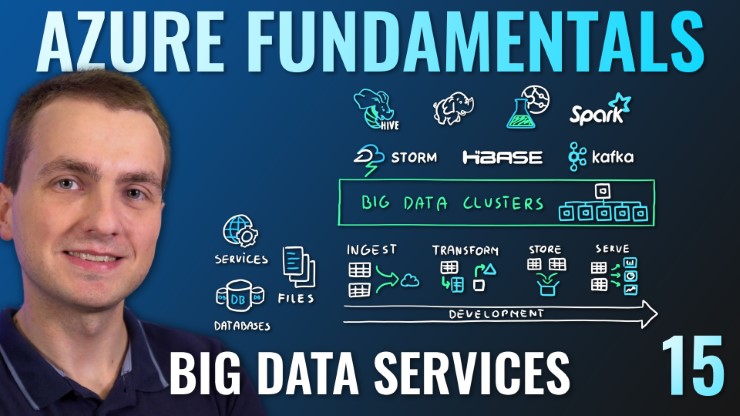 AZURE FUNDAMENTALS
HIVE
Spark
STORM
HBASE
kafka
BIG DATA CLUSTERS
INGEST
TRANSFORM
STORE
SERVE
SERVICES
FILES
DB
DATABASES
DEVELOPMENT
BIG DATA SERVICES
15